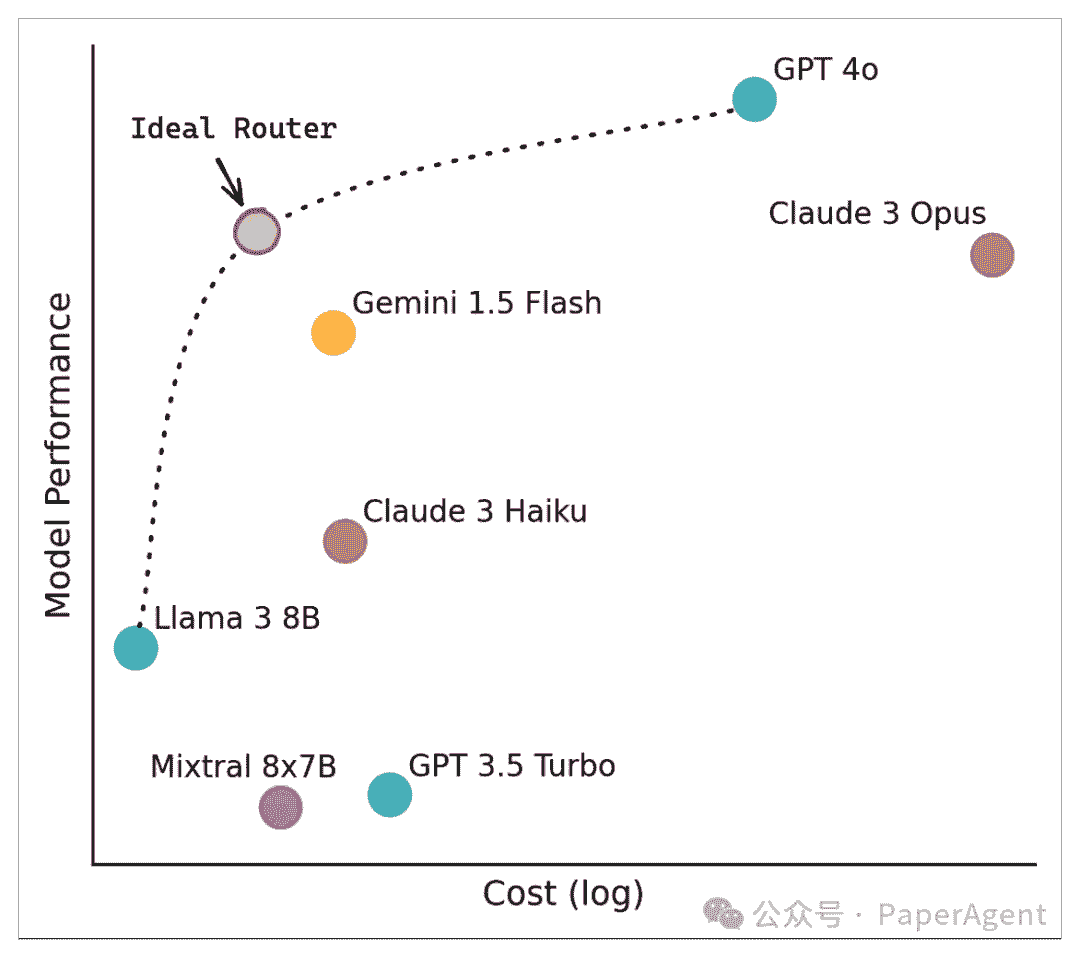 GPT 4o
Ideal Router
Claude 3 Opus
Gemini 1.5 Flash
Claude 3 Haiku
Llama 3 8B
Mixtral 8x7B
GPT 3.5 Turbo
Model Performance
Cost (log)
公众号 · PaperAgent